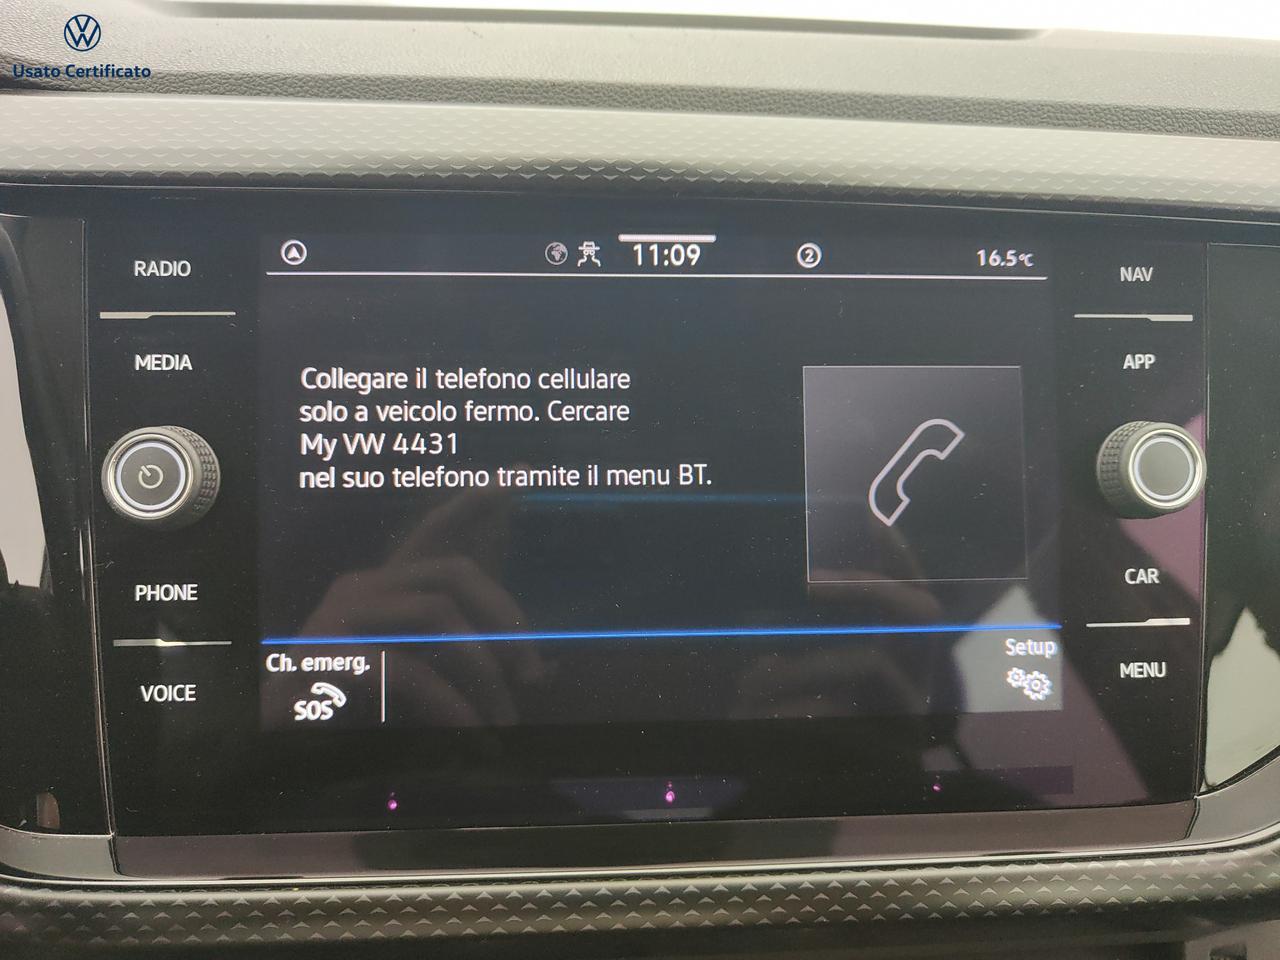 Usato Certificato
RADIO
MEDIA
PHONE
VOICE
11:09
2
16.5°C
Collegare il telefono cellulare
solo a veicolo fermo. Cercare
My VW 4431
nel suo telefono tramite il menu BT.
Ch. emerg.
SOS
Setup
NAV
APP
CAR
MENU